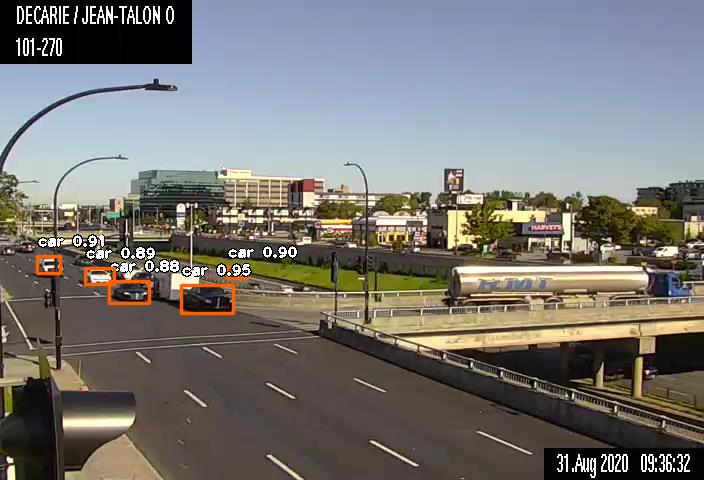 DECARIE / JEAN-TALON O
101-270
car 0.91
car 0.89
car 0.88
car 0.95
car 0.90
HARVEY'S
KMT
31.Aug 2020 09:36:32